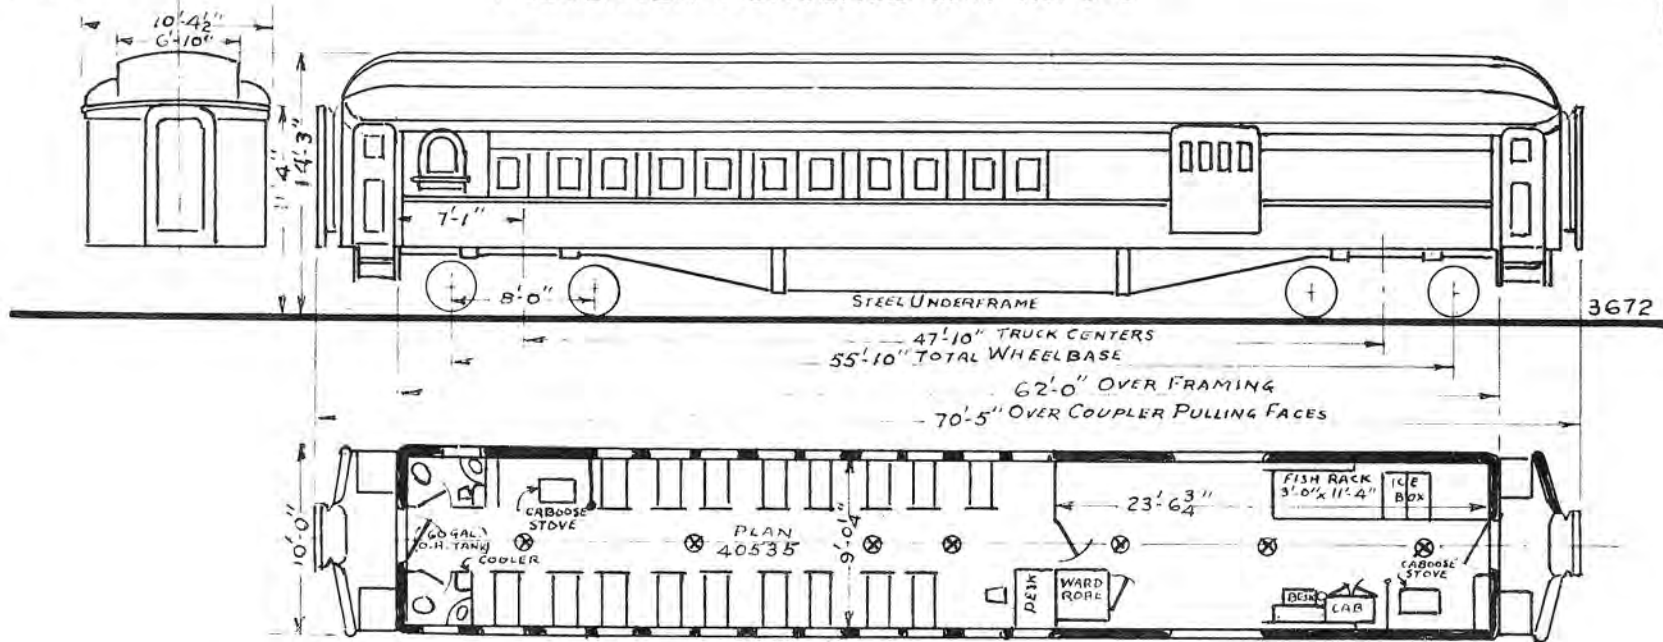 10'-4½"
6'-10"
11'-4"
14'-3"
7'-1"
8'-0"
STEEL UNDERFRAME
3672
47'-10" TRUCK CENTERS
55'-10" TOTAL WHEELBASE
62'-0" OVER FRAMING
70'-5" OVER COUPLER PULLING FACES
10'-0"
60 GAL.
O.H. TANK
COOLER
CABOOSE
STOVE
PLAN
40535
9'-0¼"
23'-6¾"
FISH RACK
3'-0" x 11'-4"
ICE
BOX
DESK
WARD
ROBE
DESK
CAB
CABOOSE
STOVE